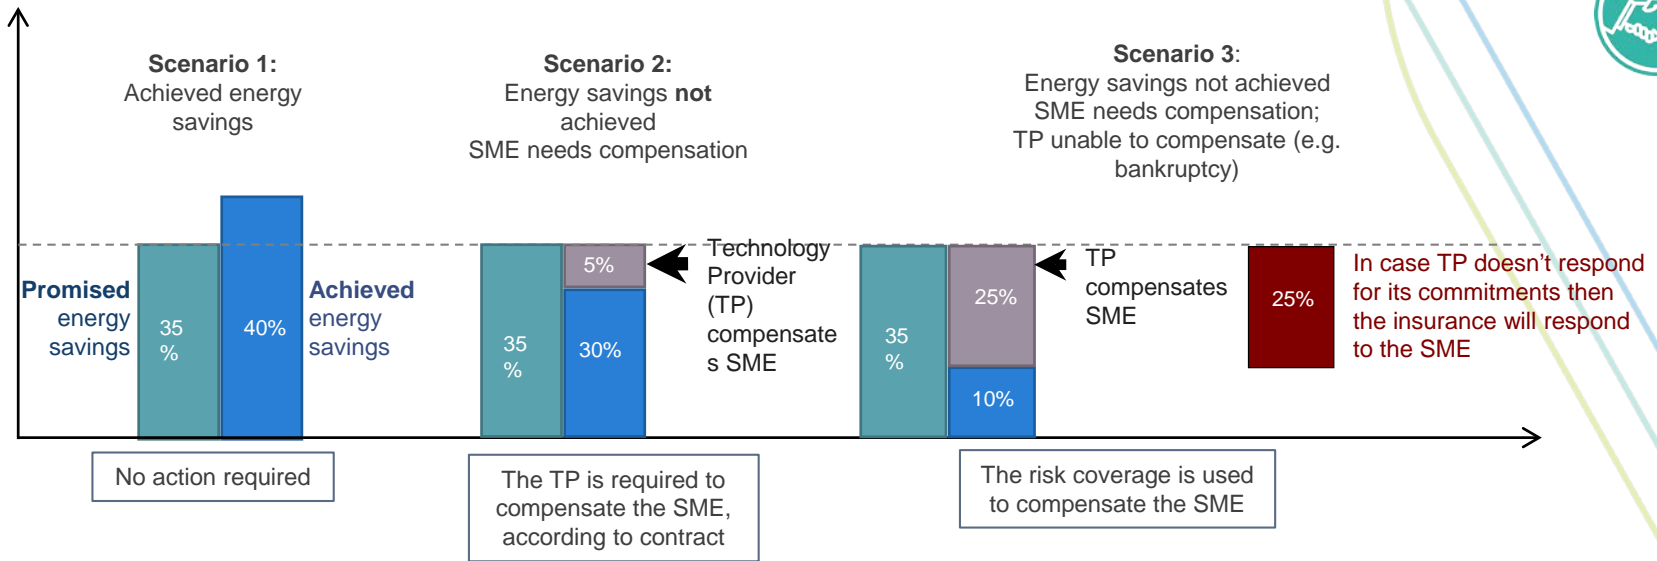 Scenario 1:
Achieved energy
savings
Scenario 2:
Energy savings not
achieved
SME needs compensation
Scenario 3:
Energy savings not achieved
SME needs compensation;
TP unable to compensate (e.g.
bankruptcy)
Promised
energy
savings
35
%
40%
Achieved
energy
savings
35
%
5%
30%
Technology
Provider
(TP)
compensate
s SME
35
%
25%
10%
TP
compensates
SME
25%
In case TP doesn’t respond
for its commitments then
the insurance will respond
to the SME
No action required
The TP is required to
compensate the SME,
according to contract
The risk coverage is used
to compensate the SME